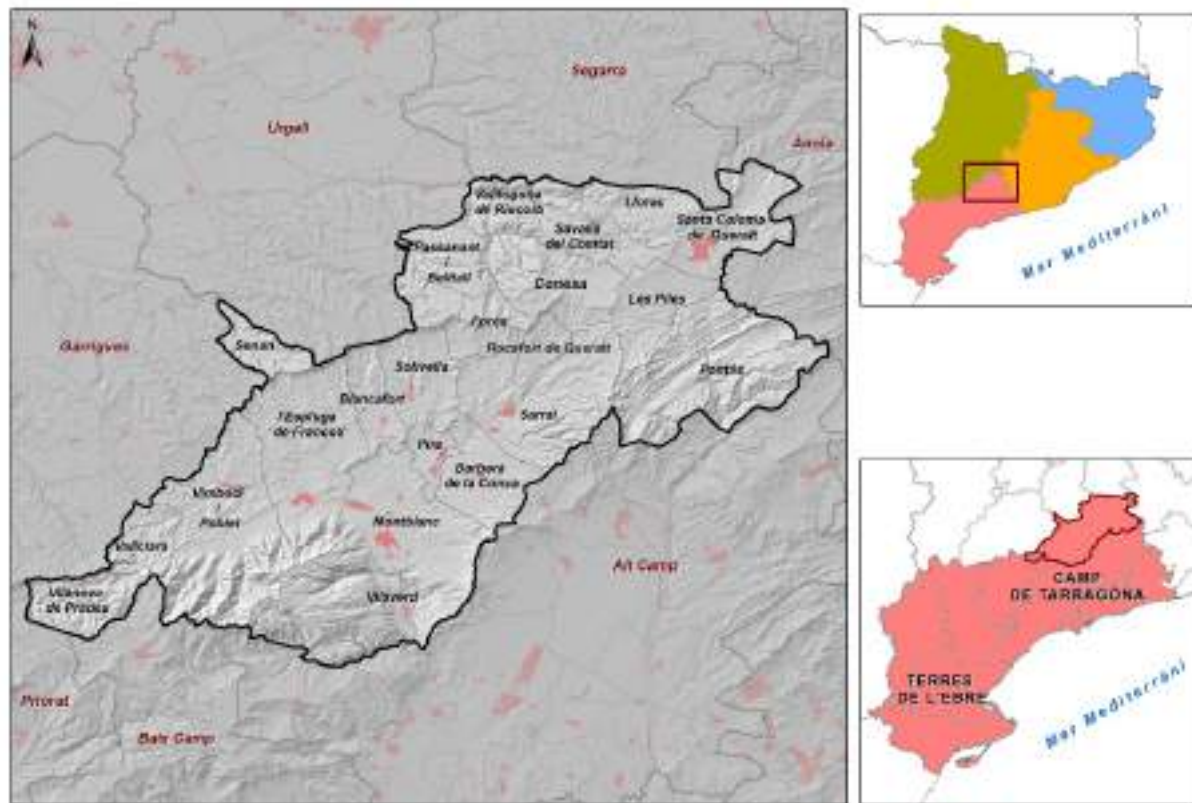 N
Segarra
Urgell
Anoia
Vallfogona
de Riucorb
Llorac
Santa Coloma
de Queralt
Savallà
del Comtat
Passanant
i
Belltall
Conesa
Les Piles
Forès
Garrigues
Senan
Rocafort de Queralt
Solivella
Pontils
Blancafort
l'Espluga
de Francolí
Sarral
Pira
Barberà
de la Conca
Vimbodí
i
Poblet
Montblanc
Vallclara
Alt Camp
Vilanova
de Prades
Vilaverd
Priorat
Baix Camp
Mar Mediterràni
CAMP
DE TARRAGONA
TERRES
DE L'EBRE
Mar Mediterràni